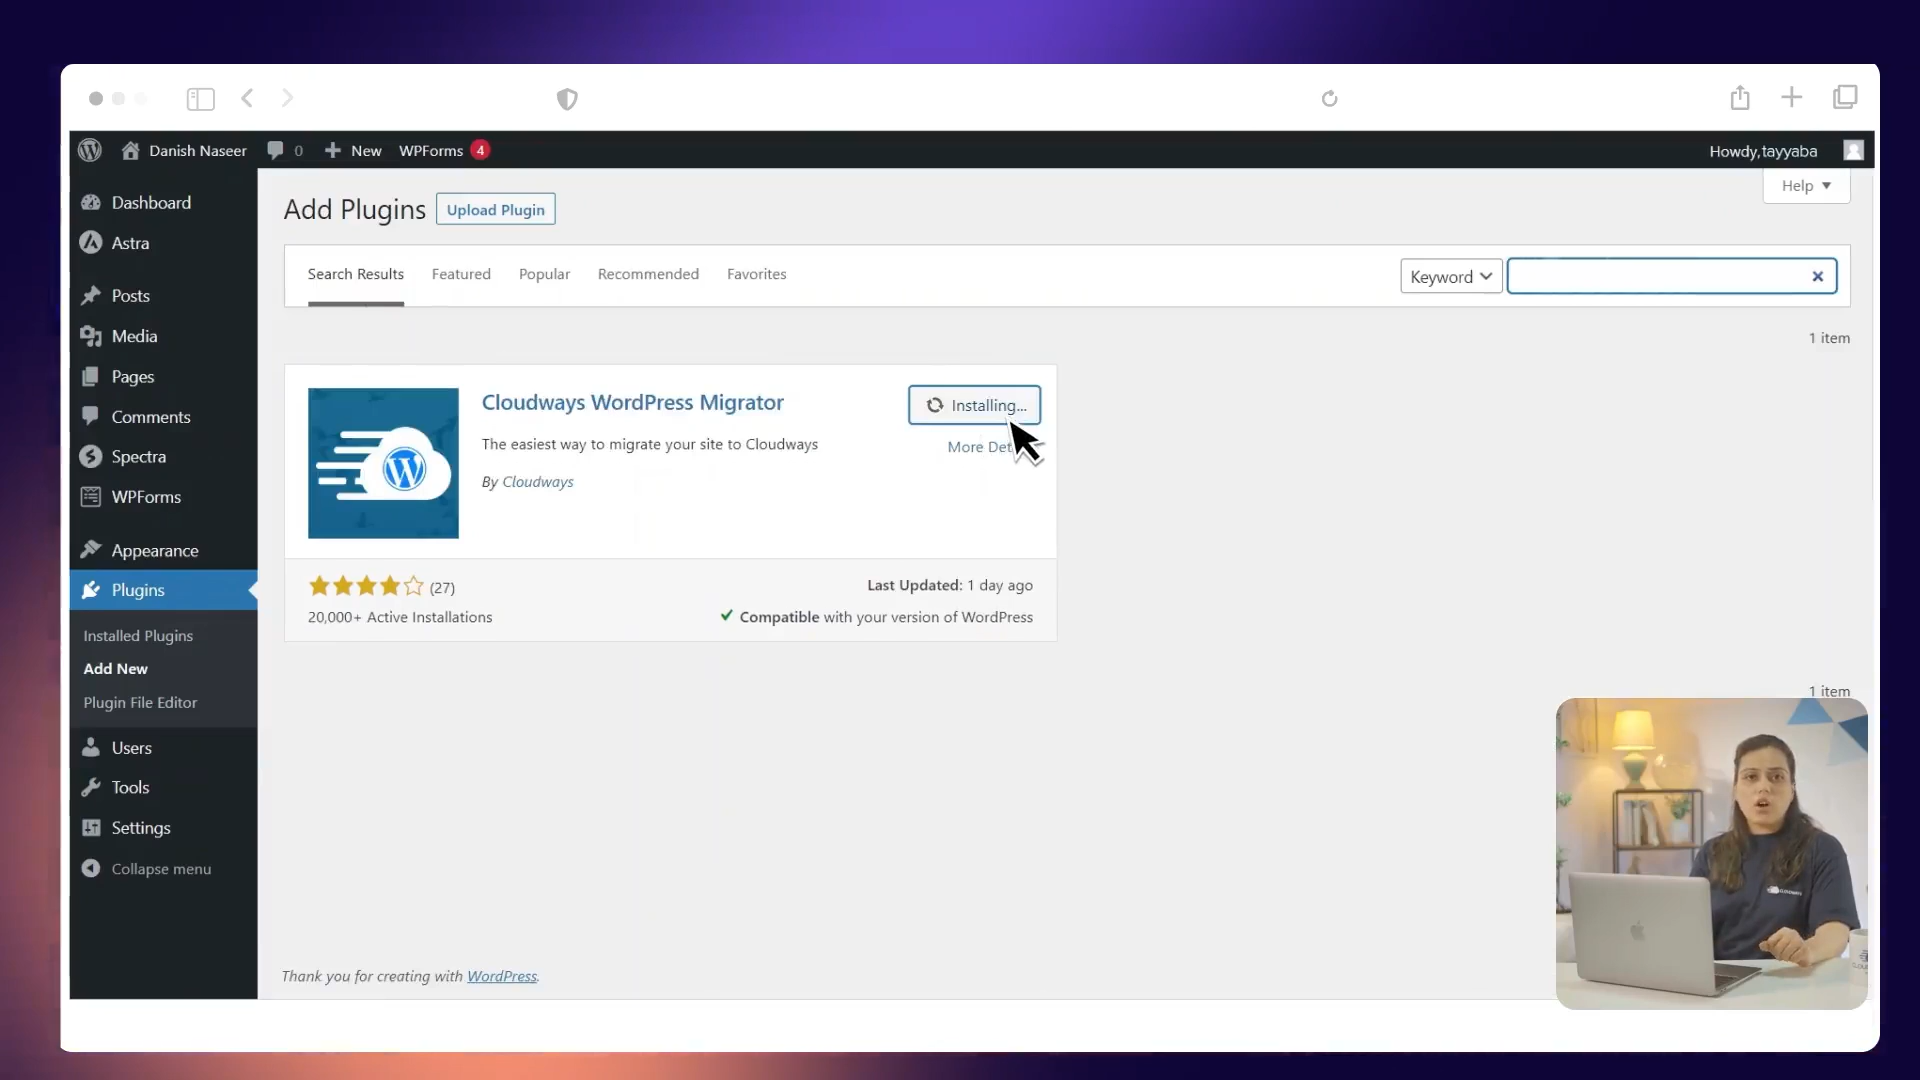 Danish Naseer
0
New
WPForms
4
Howdy,tayyaba
Dashboard
Astra
Posts
Media
Pages
Comments
Spectra
WPForms
Appearance
Plugins
Installed Plugins
Add New
Plugin File Editor
Users
Tools
Settings
Collapse menu
Help
Add Plugins
Upload Plugin
Search Results
Featured
Popular
Recommended
Favorites
Keyword
1 item
Cloudways WordPress Migrator
Installing...
The easiest way to migrate your site to Cloudways
More Det
By Cloudways
(27)
Last Updated: 1 day ago
20,000+ Active Installations
Compatible with your version of WordPress
1 item
Thank you for creating with WordPress.